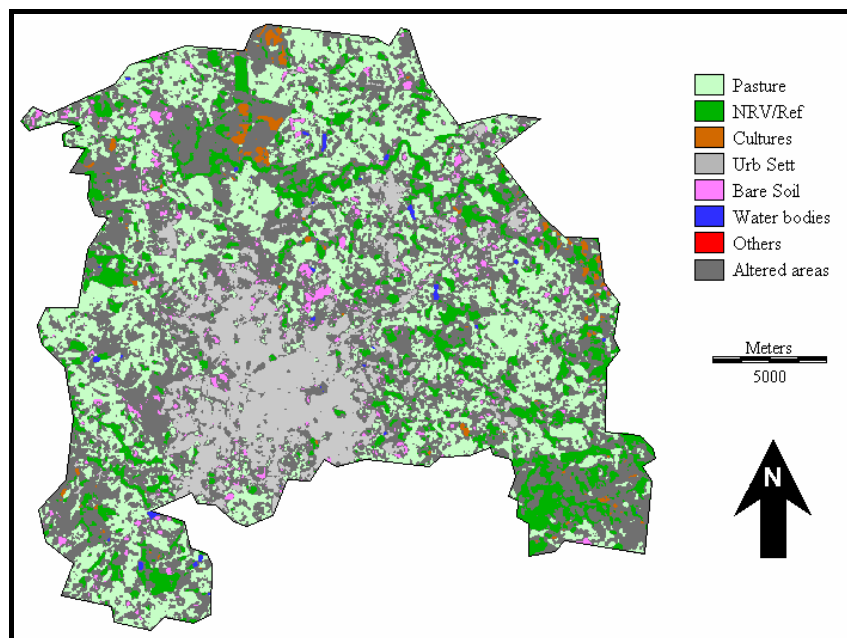 Pasture
NRV/Ref
Cultures
Urb Sett
Bare Soil
Water bodies
Others
Altered areas
Meters
5000
N